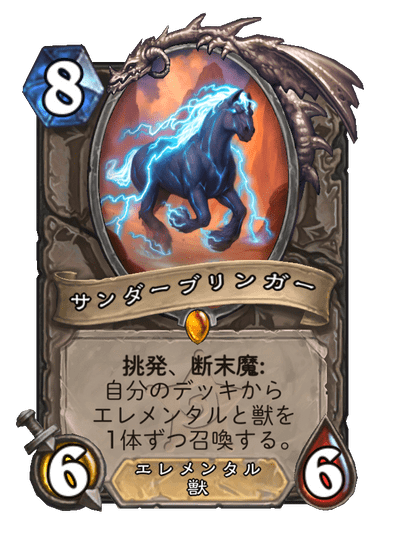 8
サンダーブリンガー
挑発、断末魔:
自分のデッキから
エレメンタルと獣を
1体ずつ召喚する。
エレメンタル
獣
6
6